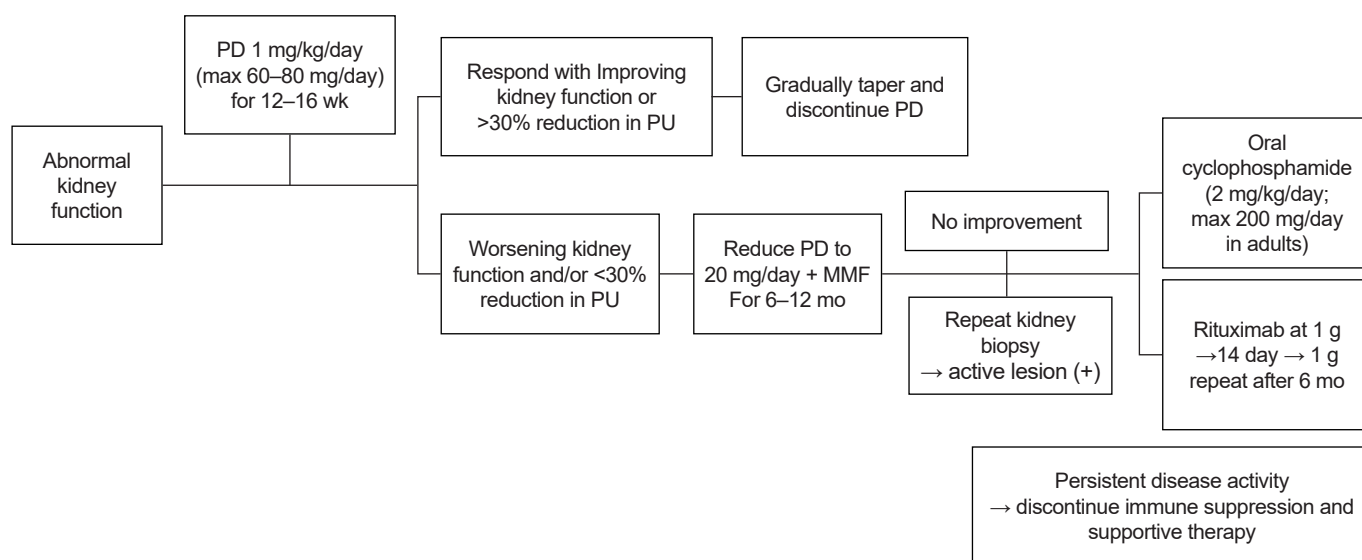 Abnormal
kidney
function
PD 1 mg/kg/day
(max 60–80 mg/day)
for 12–16 wk
Respond with Improving
kidney function or
>30% reduction in PU
Gradually taper and
discontinue PD
Worsening kidney
function and/or <30%
reduction in PU
Reduce PD to
20 mg/day + MMF
For 6–12 mo
No improvement
Repeat kidney
biopsy
→ active lesion (+)
Oral
cyclophosphamide
(2 mg/kg/day;
max 200 mg/day
in adults)
Rituximab at 1 g
→14 day → 1 g
repeat after 6 mo
Persistent disease activity
→ discontinue immune suppression and
supportive therapy